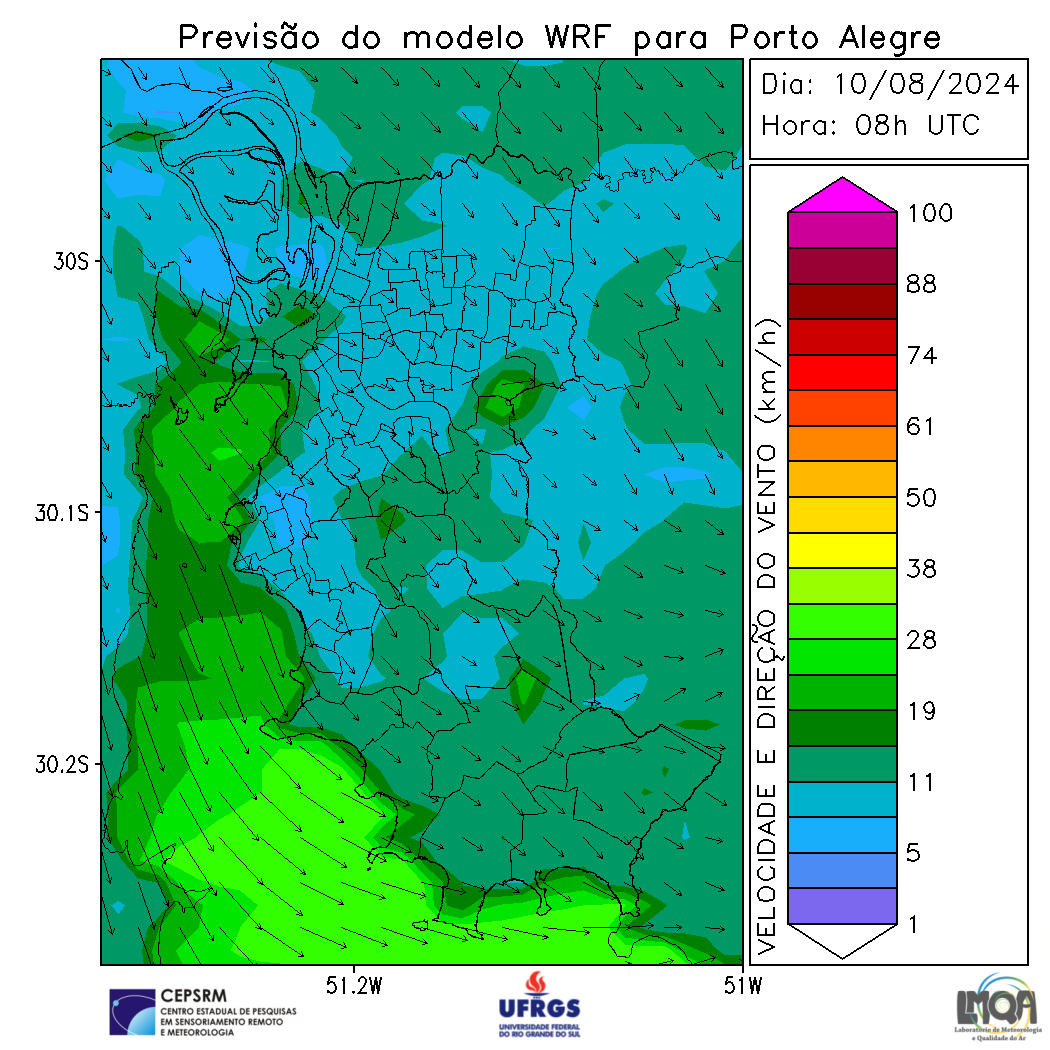 Previsão do modelo WRF para Porto Alegre
Dia: 10/08/2024
Hora: 08h UTC
30S
30.1S
30.2S
51.2W
51W
VELOCIDADE E DIREÇÃO DO VENTO (km/h)
100
88
74
61
50
38
28
19
11
5
1
CEPSRM
CENTRO ESTADUAL DE PESQUISAS
EM SENSORIAMENTO REMOTO
E METEOROLOGIA
UFRGS
UNIVERSIDADE FEDERAL
DO RIO GRANDE DO SUL
LMQA
Laboratório de Meteorologia
e Qualidade do Ar